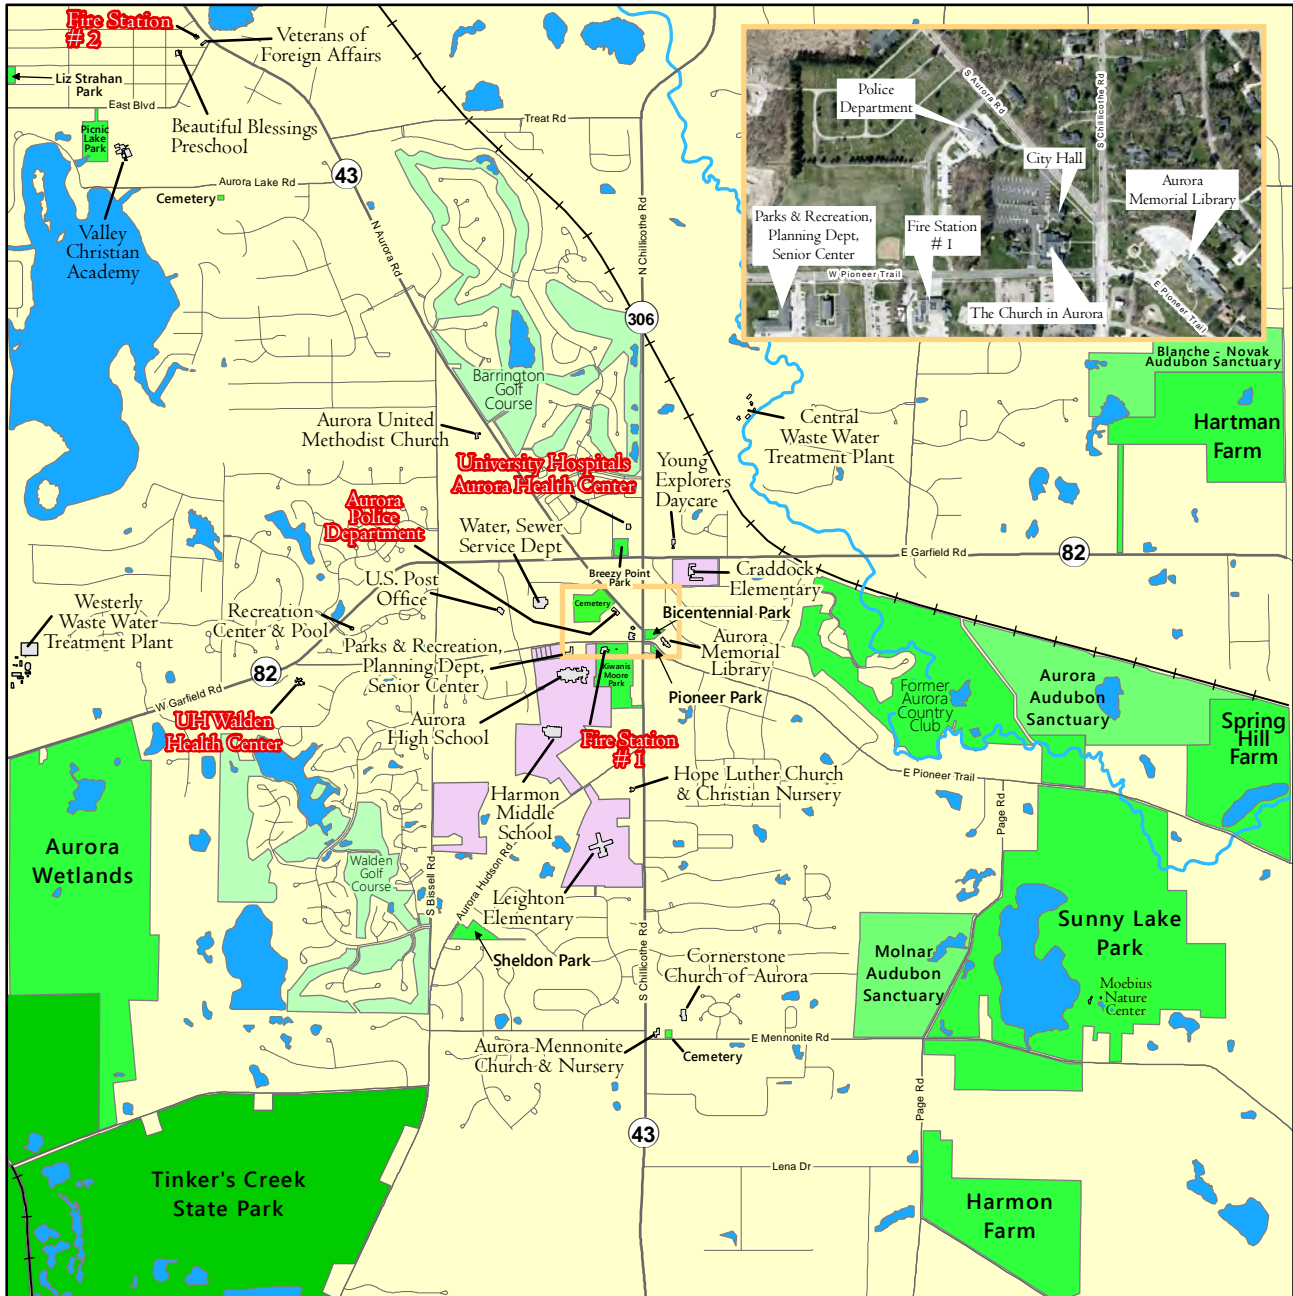 Fire Station
# 2
Veterans of
Foreign Affairs
Liz Strahan
Park
East Blvd
Picnic
Lake
Park
Beautiful Blessings
Preschool
Treat Rd
43
Aurora Lake Rd
Cemetery
Valley
Christian
Academy
N Aurora Rd
N Chillicothe Rd
306
Police
Department
S Aurora Rd
S Chillicothe Rd
City Hall
Aurora
Memorial Library
Parks & Recreation,
Planning Dept,
Senior Center
Fire Station
# 1
W Pioneer Trail
E Pioneer Trail
The Church in Aurora
Blanche - Novak
Audubon Sanctuary
Hartman
Farm
Barrington
Golf
Course
Aurora United
Methodist Church
Central
Waste Water
Treatment Plant
University Hospitals
Aurora Health Center
Young
Explorers
Daycare
Aurora
Police
Department
Water, Sewer
Service Dept
E Garfield Rd
82
Breezy Point
Park
Craddock
Elementary
U.S. Post
Office
Cemetery
Bicentennial Park
Westerly
Waste Water
Treatment Plant
Recreation
Center & Pool
Parks & Recreation,
Planning Dept,
Senior Center
Aurora
Memorial
Library
Kiwanis
Moore
Park
Pioneer Park
82
W Garfield Rd
UH Walden
Health Center
Aurora
High School
Fire Station
# 1
Former
Aurora
Country
Club
Aurora
Audubon
Sanctuary
Spring
Hill
Farm
Harmon
Middle
School
Hope Luther Church
& Christian Nursery
E Pioneer Trail
Page Rd
Aurora
Wetlands
Walden
Golf
Course
S Bissell Rd
Aurora Hudson Rd
Leighton
Elementary
Sheldon Park
S Chillicothe Rd
Cornerstone
Church of Aurora
Molnar
Audubon
Sanctuary
Sunny Lake
Park
Moebius
Nature
Center
Aurora Mennonite
Church & Nursery
E Mennonite Rd
Cemetery
Page Rd
43
Lena Dr
Tinker's Creek
State Park
Harmon
Farm